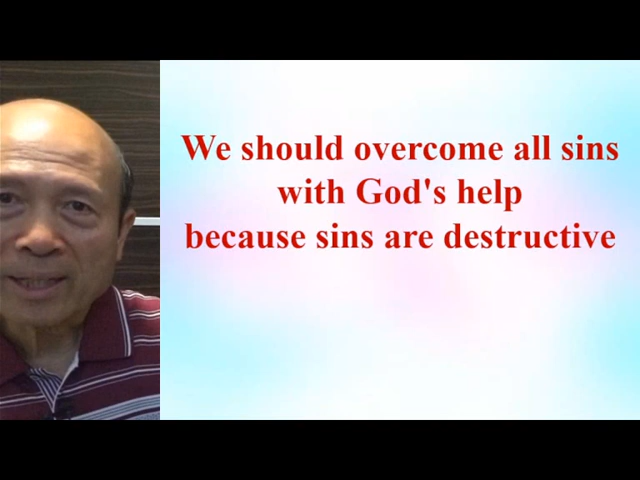 We should overcome all sins
with God's help
because sins are destructive